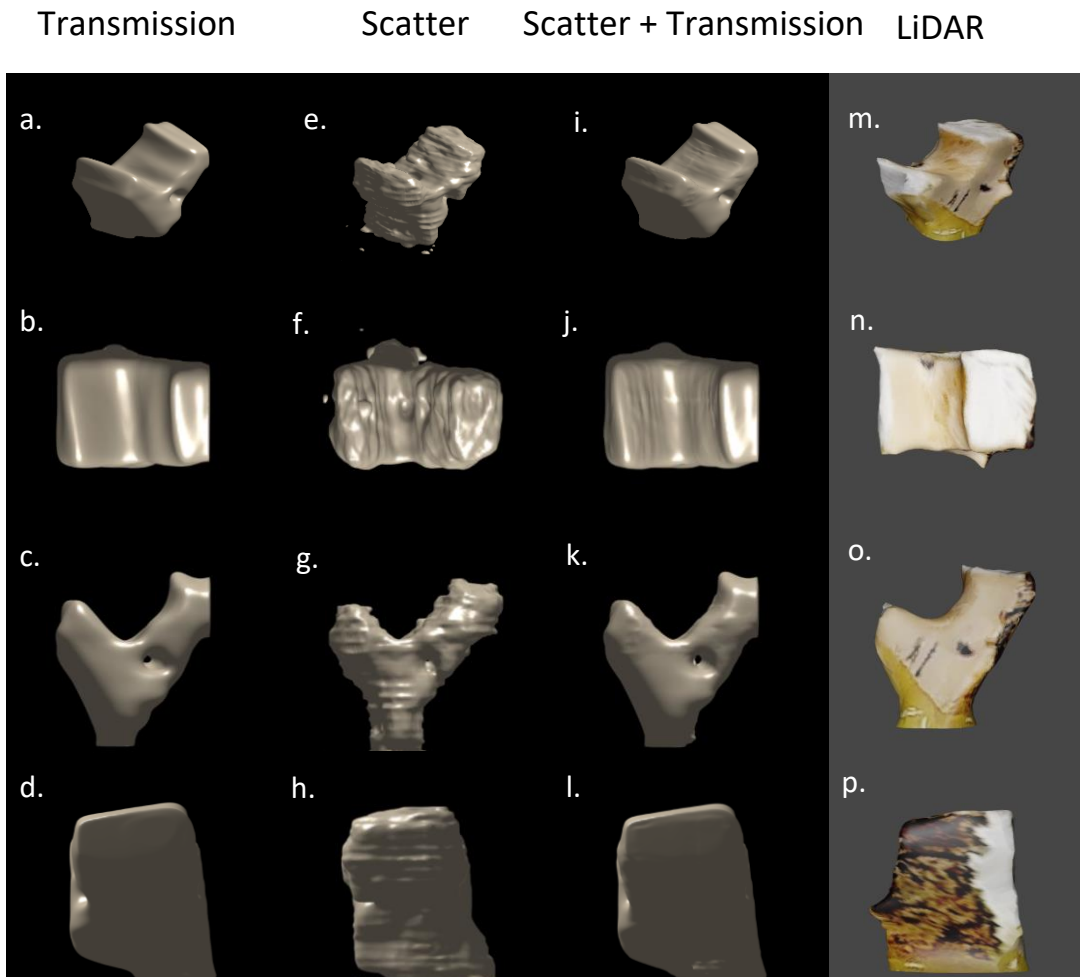 Transmission Scatter Scatter + Transmission LiDAR
a. e. i. m.
b. f. j. n.
c. g. k. o.
d. h. l. p.